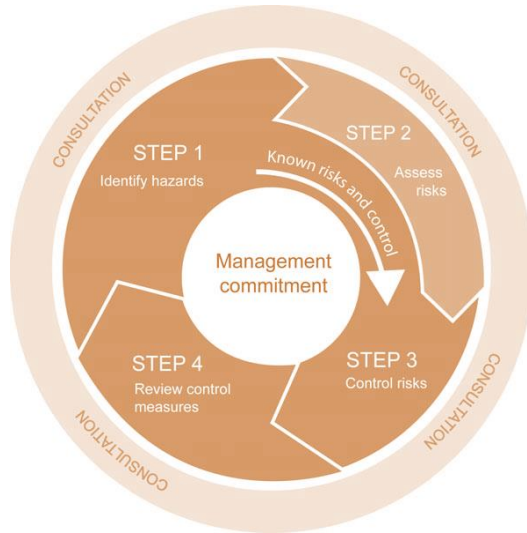 CONSULTATION
CONSULTATION
STEP 1
Identify hazards
STEP 2
Assess
risks
Known risks and control
Management
commitment
STEP 4
Review control
measures
STEP 3
Control risks
CONSULTATION
CONSULTATION